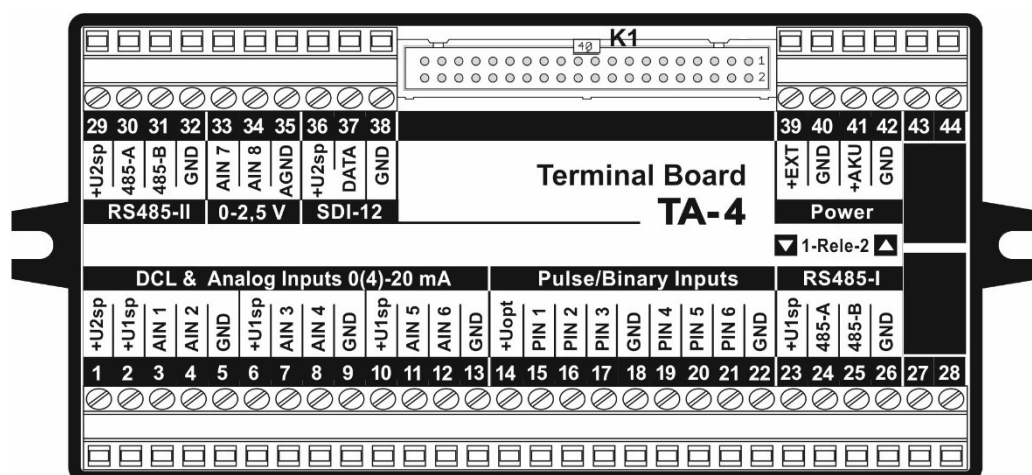 K1
40
1
2
29 30 31 32 33 34 35 36 37 38 39 40 41 42 43 44
+U2sp 485-A 485-B GND AIN 7 AIN 8 AGND +U2sp DATA GND +EXT GND +AKU GND
RS485-II 0-2,5 V SDI-12 Power
Terminal Board
TA-4
1-Rele-2
DCL & Analog Inputs 0(4)-20 mA Pulse/Binary Inputs RS485-I
+U2sp +U1sp AIN 1 AIN 2 GND +U1sp AIN 3 AIN 4 GND +U1sp AIN 5 AIN 6 GND +Uopt PIN 1 PIN 2 PIN 3 GND PIN 4 PIN 5 PIN 6 GND +U1sp 485-A 485-B GND
1 2 3 4 5 6 7 8 9 10 11 12 13 14 15 16 17 18 19 20 21 22 23 24 25 26 27 28